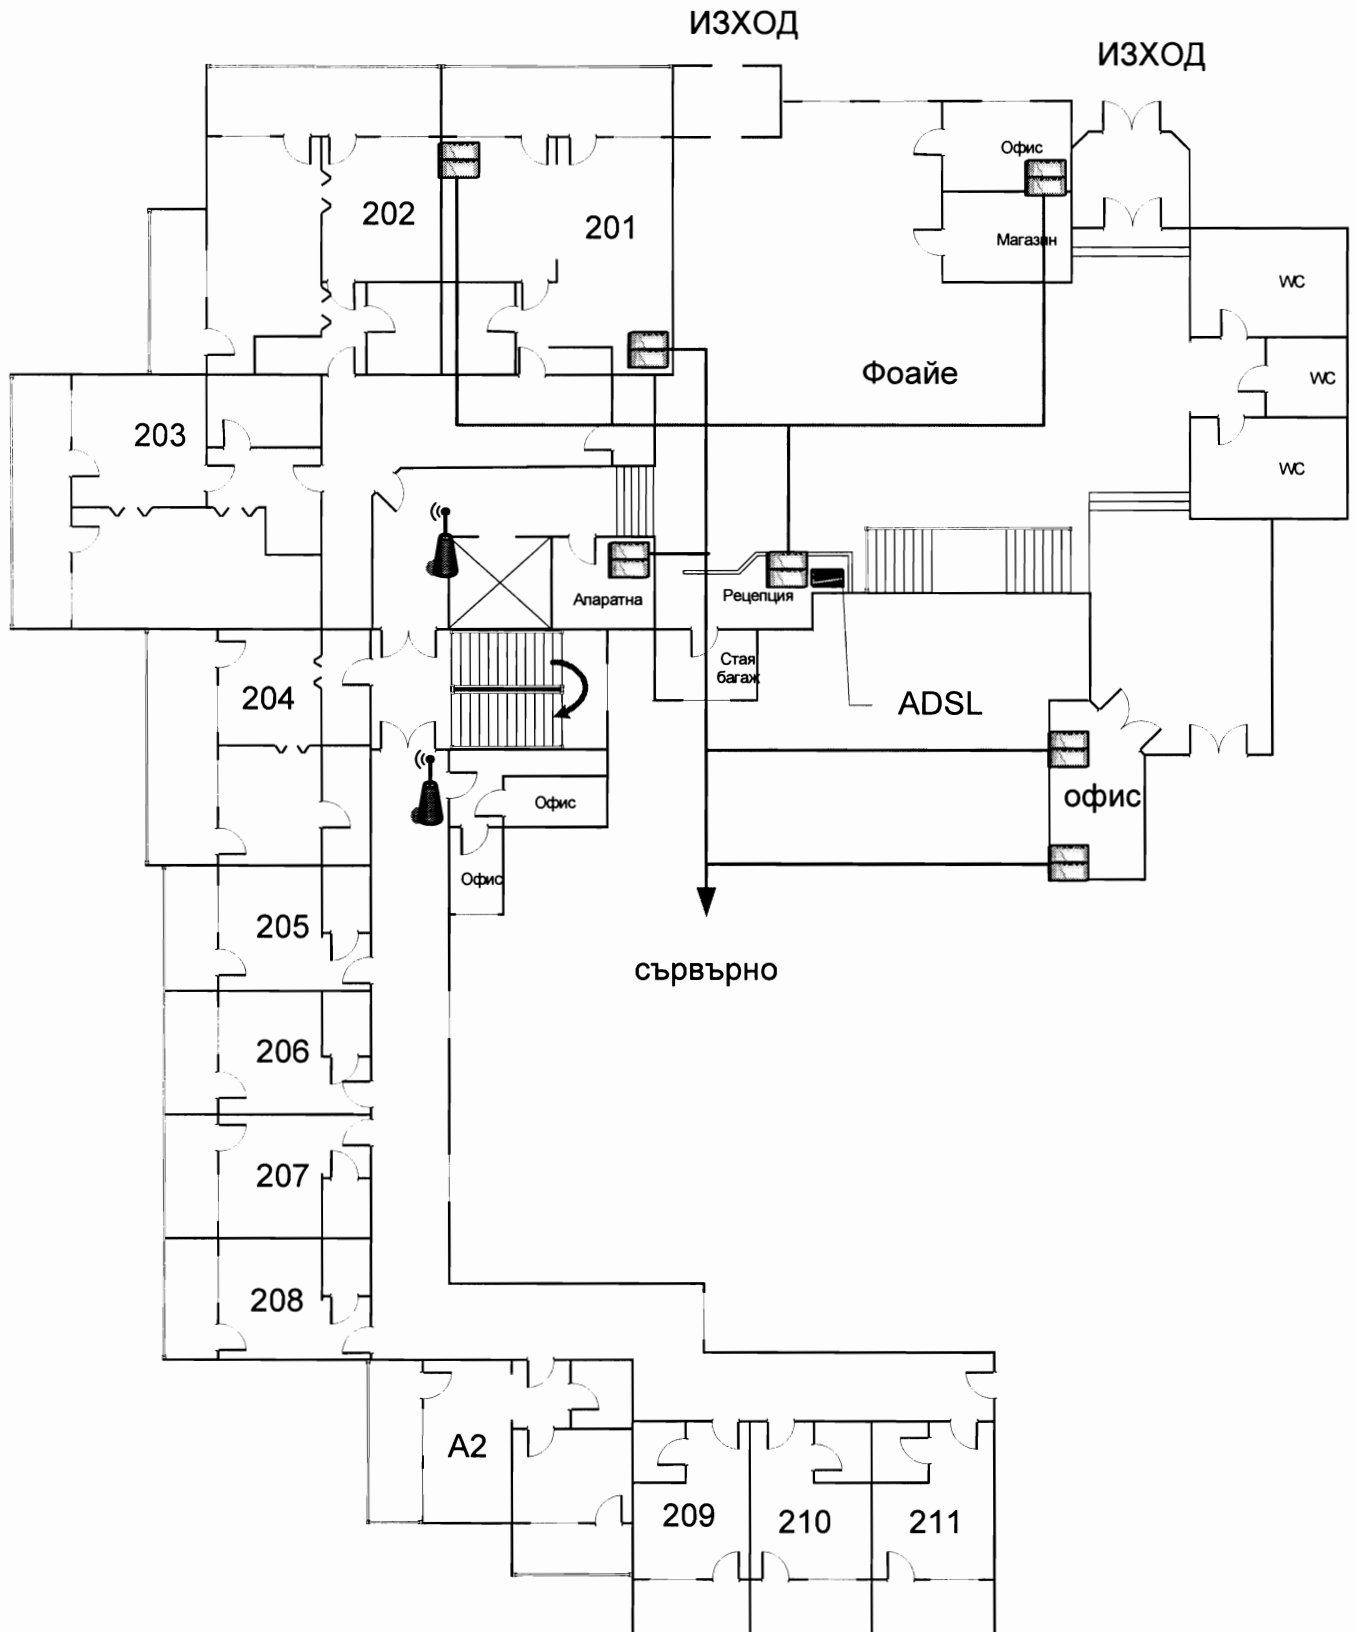 ИЗХОД
ИЗХОД
Офис
202
201
Магазин
WC
Фоайе
WC
203
WC
Апаратна
Рецепция
Стая
багаж
204
ADSL
офис
Офис
Офис
205
сървърно
206
207
208
A2
209
210
211